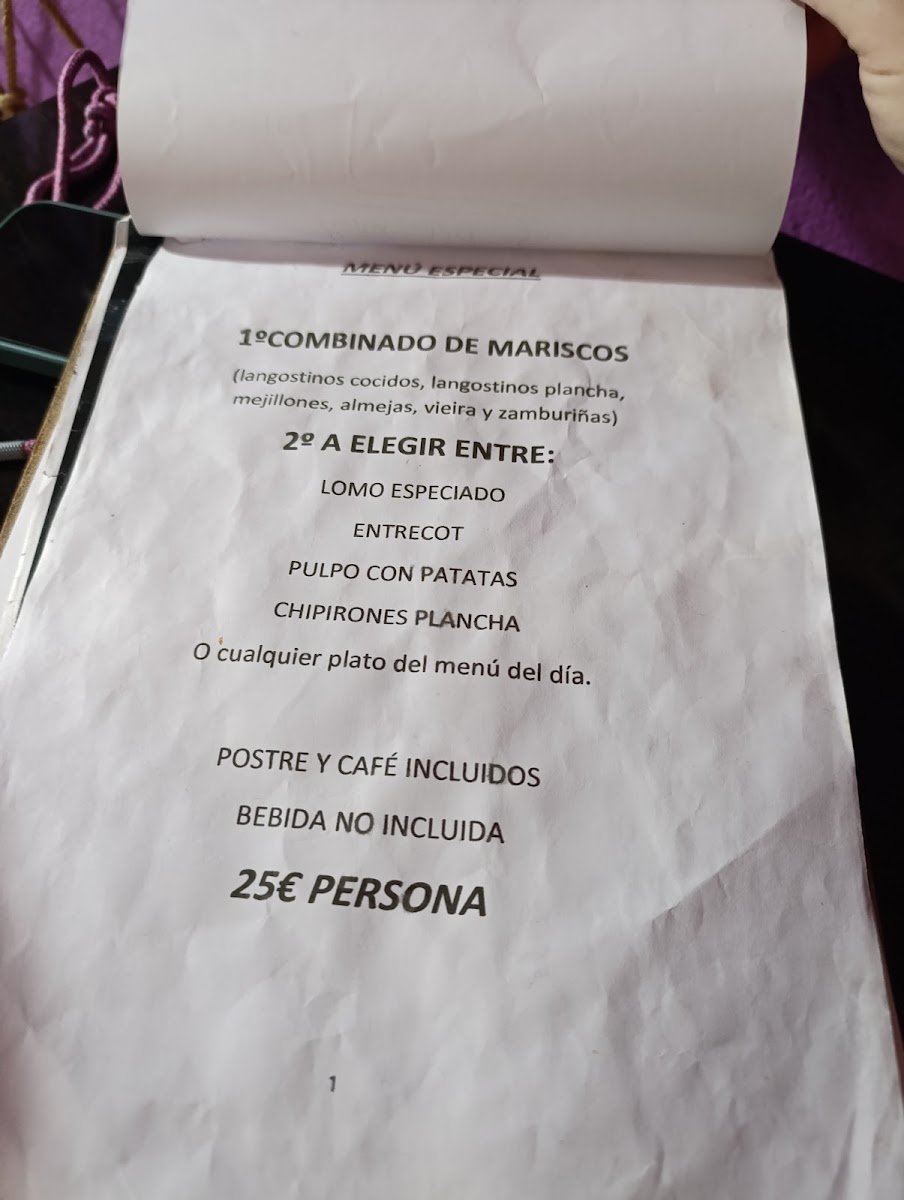 MENÚ ESPECIAL
1ºCOMBINADO DE MARISCOS
(langostinos cocidos, langostinos plancha,
mejillones, almejas, vieira y zamburiñas)
2º A ELEGIR ENTRE:
LOMO ESPECIADO
ENTRECOT
PULPO CON PATATAS
CHIPIRONES PLANCHA
O cualquier plato del menú del día.
POSTRE Y CAFÉ INCLUIDOS
BEBIDA NO INCLUIDA
25€ PERSONA
1